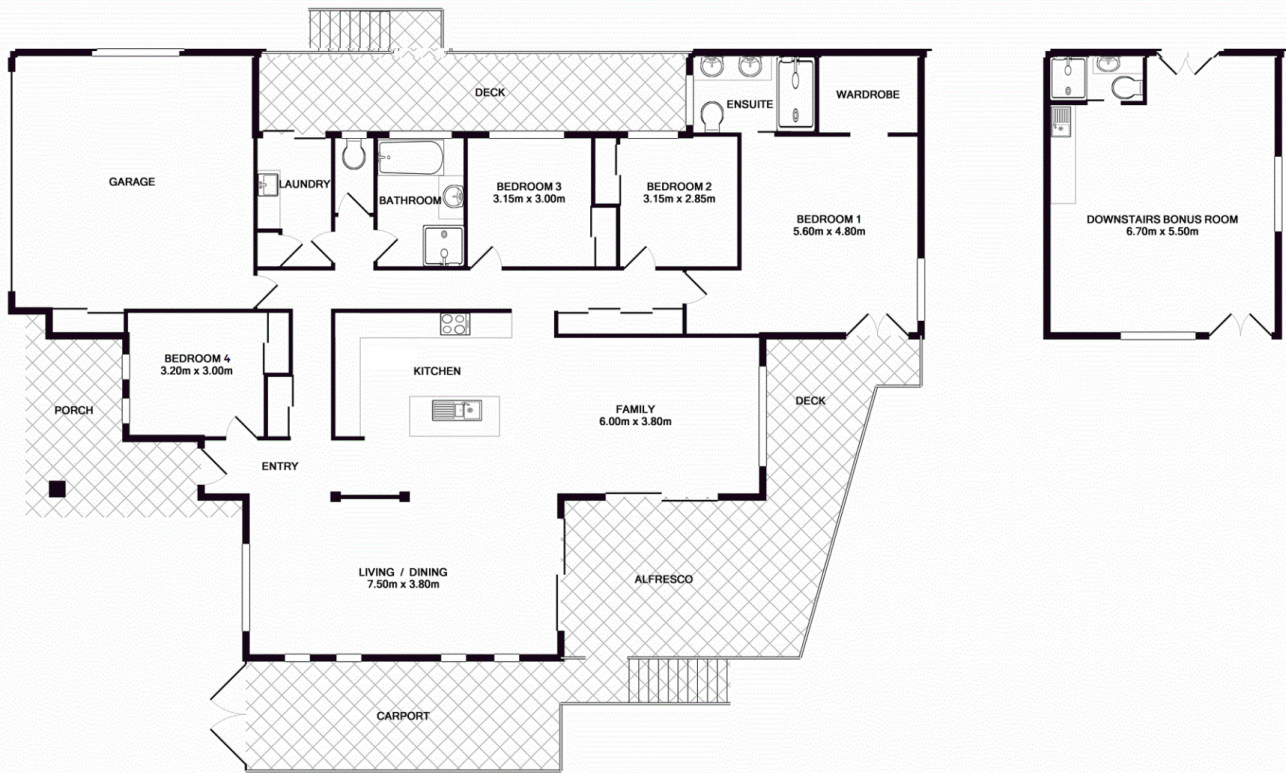 DECK
ENSUITE
WARDROBE
GARAGE
LAUNDRY
BATHROOM
BEDROOM 3
3.15m x 3.00m
BEDROOM 2
3.15m x 2.85m
BEDROOM 1
5.60m x 4.80m
DOWNSTAIRS BONUS ROOM
6.70m x 5.50m
BEDROOM 4
3.20m x 3.00m
KITCHEN
PORCH
FAMILY
6.00m x 3.80m
DECK
ENTRY
LIVING / DINING
7.50m x 3.80m
ALFRESCO
CARPORT